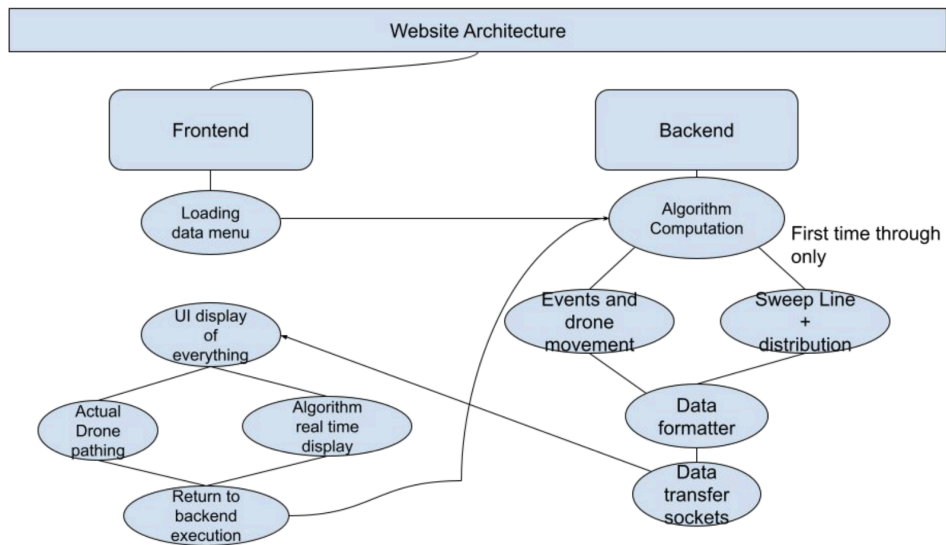 Website Architecture
Frontend
Backend
Loading
data menu
Algorithm
Computation
First time through
only
Events and
drone
movement
Sweep Line
+
distribution
UI display
of
everything
Actual
Drone
pathing
Algorithm
real time
display
Data
formatter
Return to
backend
execution
Data
transfer
sockets